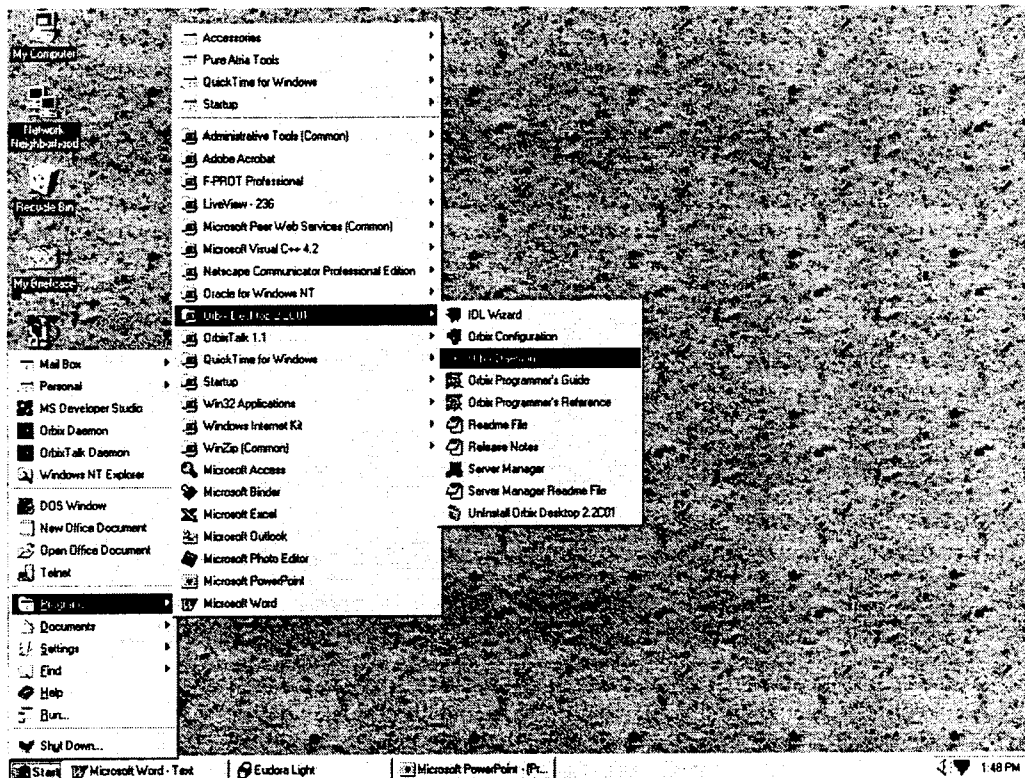 My Computer
Network
Neighborhood
Recycle Bin
My Briefcase
Mail Box
Personal
MS Developer Studio
Orbix Daemon
OrbixTalk Daemon
Windows NT Explorer
DOS Window
New Office Document
Open Office Document
Telnet
Programs
Documents
Settings
Find
Help
Run...
Shut Down...
Accessories
Pure Atria Tools
QuickTime for Windows
Startup
Administrative Tools (Common)
Adobe Acrobat
F-PROT Professional
LiveView - 236
Microsoft Peer Web Services (Common)
Microsoft Visual C++ 4.2
Netscape Communicator Professional Edition
Oracle for Windows NT
Orbix Desktop 2.2C01
OrbixTalk 1.1
QuickTime for Windows
Startup
Win32 Applications
Windows Internet Kit
WinZip (Common)
Microsoft Access
Microsoft Binder
Microsoft Excel
Microsoft Outlook
Microsoft Photo Editor
Microsoft PowerPoint
Microsoft Word
IDL Wizard
Orbix Configuration
Orbix Daemon
Orbix Programmer's Guide
Orbix Programmer's Reference
Readme File
Release Notes
Server Manager
Server Manager Readme File
Uninstall Orbix Desktop 2.2C01
Start
Microsoft Word - Text
Eudora Light
Microsoft PowerPoint - [Pr...
1:48 PM